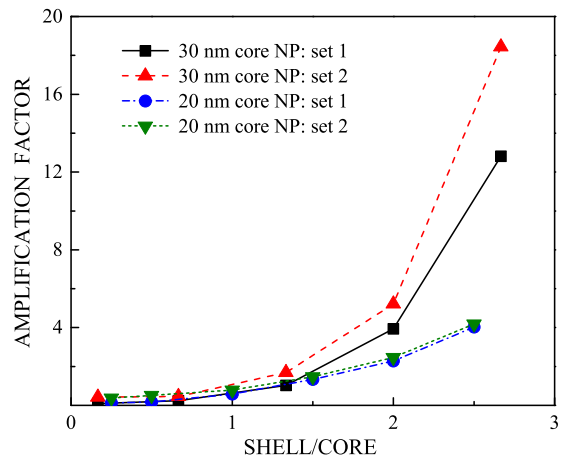 20
30 nm core NP: set 1
30 nm core NP: set 2
20 nm core NP: set 1
20 nm core NP: set 2
16
12
8
4
AMPLIFICATION FACTOR
0
1
2
3
SHELL/CORE